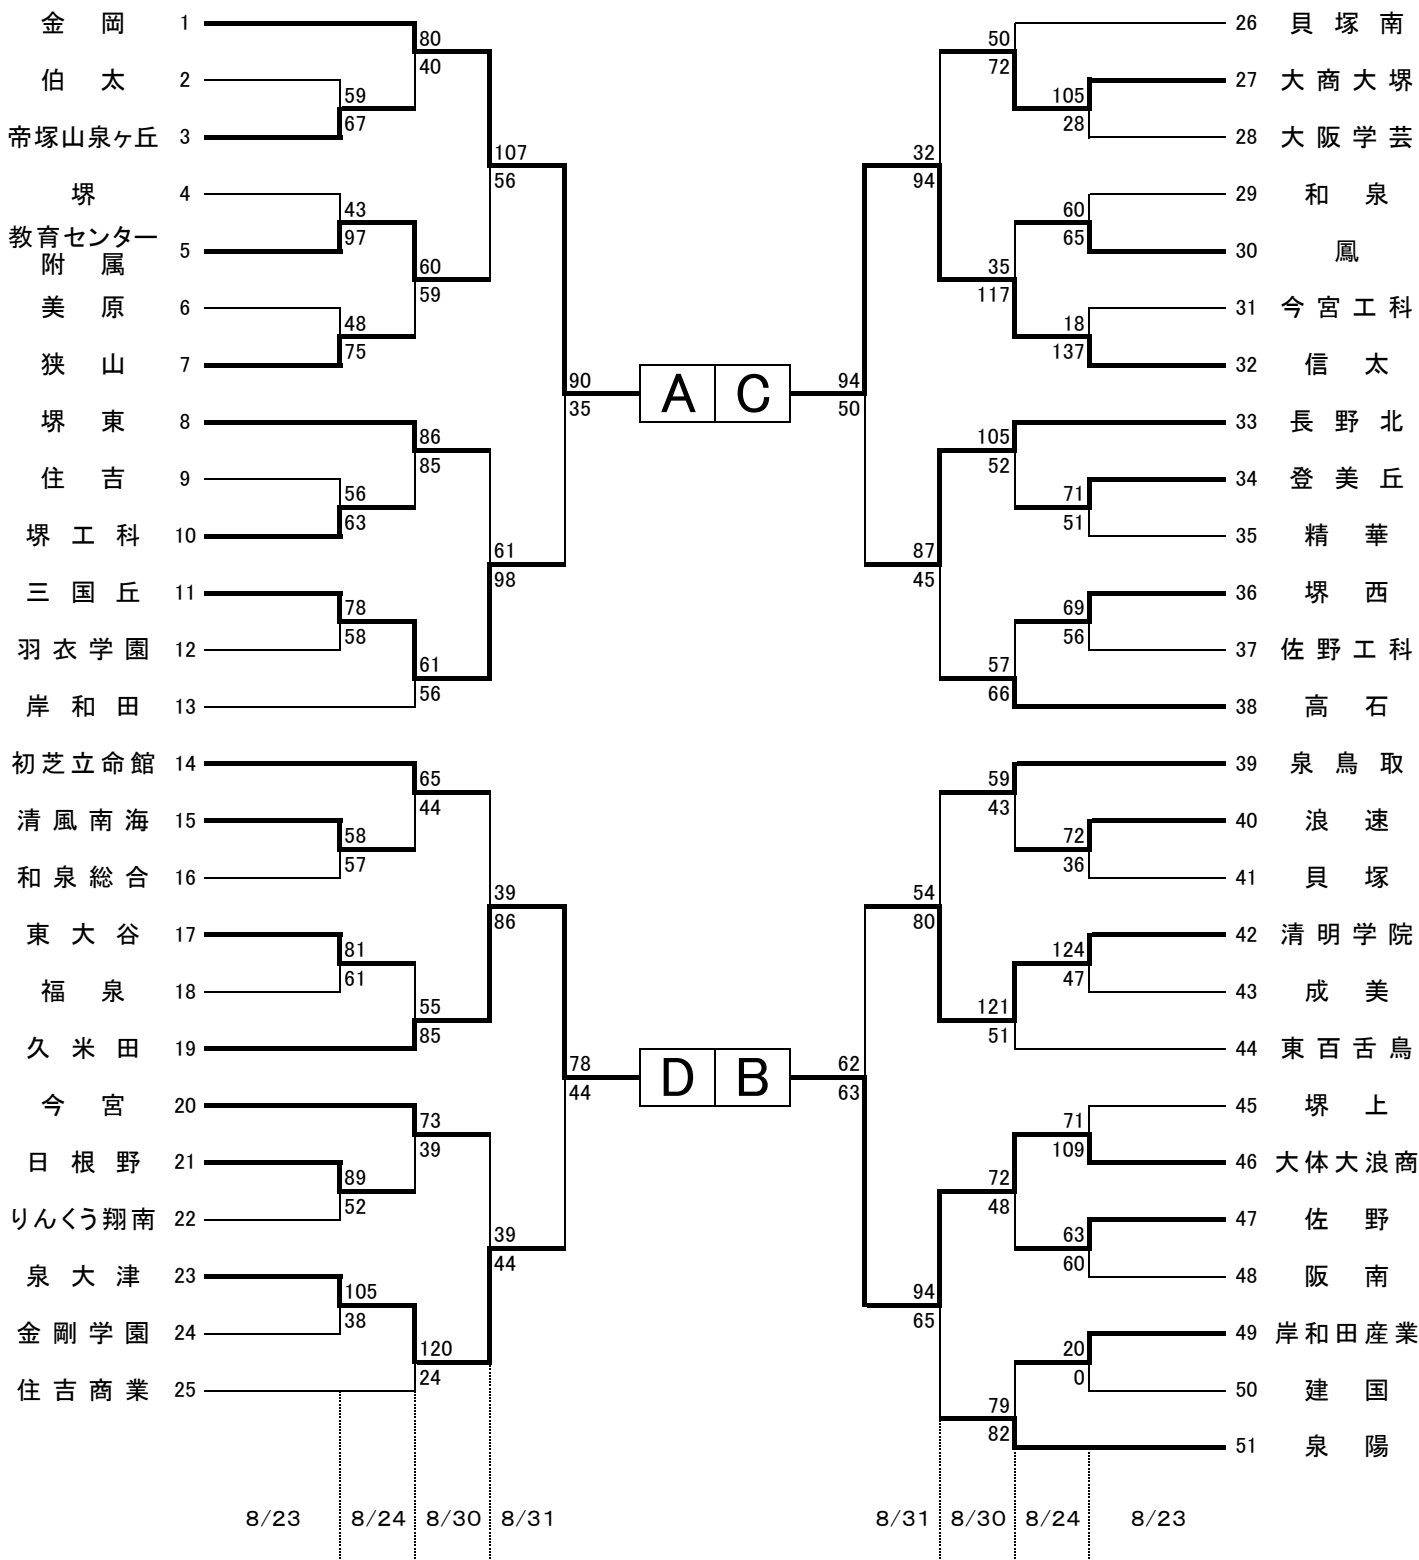 金岡 1
伯太 2
帝塚山泉ヶ丘 3
堺 4
教育センター
附属 5
美原 6
狭山 7
堺東 8
住吉 9
堺工科 10
三国丘 11
羽衣学園 12
岸和田 13
初芝立命館 14
清風南海 15
和泉総合 16
東大谷 17
福泉 18
久米田 19
今宮 20
日根野 21
りんくう翔南 22
泉大津 23
金剛学園 24
住吉商業 25
59
67
43
97
48
75
56
63
78
58
58
57
81
61
89
52
105
38
80
40
60
59
86
85
61
56
65
44
55
85
73
39
120
24
107
56
61
98
39
86
39
44
90
35
78
44
A C
D B
94
50
62
63
32
94
87
45
54
80
94
65
50
72
35
117
105
52
57
66
59
43
121
51
72
48
79
82
105
28
60
65
18
137
71
51
69
56
72
36
124
47
71
109
63
60
20
0
26 貝塚南
27 大商大堺
28 大阪学芸
29 和泉
30 鳳
31 今宮工科
32 信太
33 長野北
34 登美丘
35 精華
36 堺西
37 佐野工科
38 高石
39 泉鳥取
40 浪速
41 貝塚
42 清明学院
43 成美
44 東百舌鳥
45 堺上
46 大体大浪商
47 佐野
48 阪南
49 岸和田産業
50 建国
51 泉陽
8/23 8/24 8/30 8/31
8/31 8/30 8/24 8/23